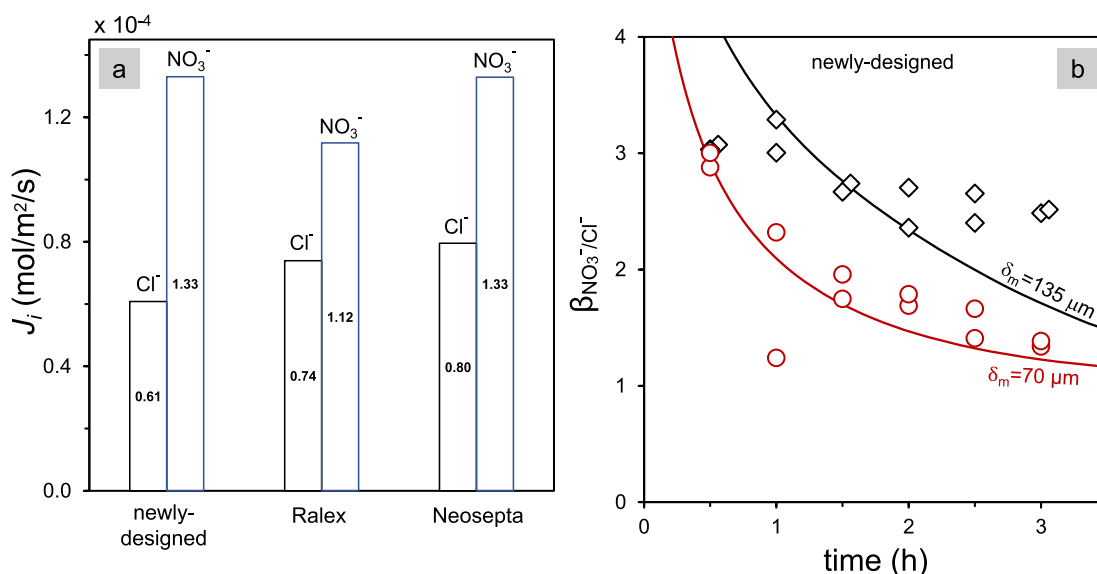 x 10⁻⁴
a
Jᵢ (mol/m²/s)
1.2
0.8
0.4
0.0
NO₃⁻
NO₃⁻
NO₃⁻
Cl⁻
Cl⁻
Cl⁻
1.33
1.12
1.33
0.61
0.74
0.80
newly-
designed
Ralex
Neosepta
b
newly-designed
β NO₃⁻/Cl⁻
4
3
2
1
0
δₘ=135 μm
δₘ=70 μm
0
1
2
3
time (h)